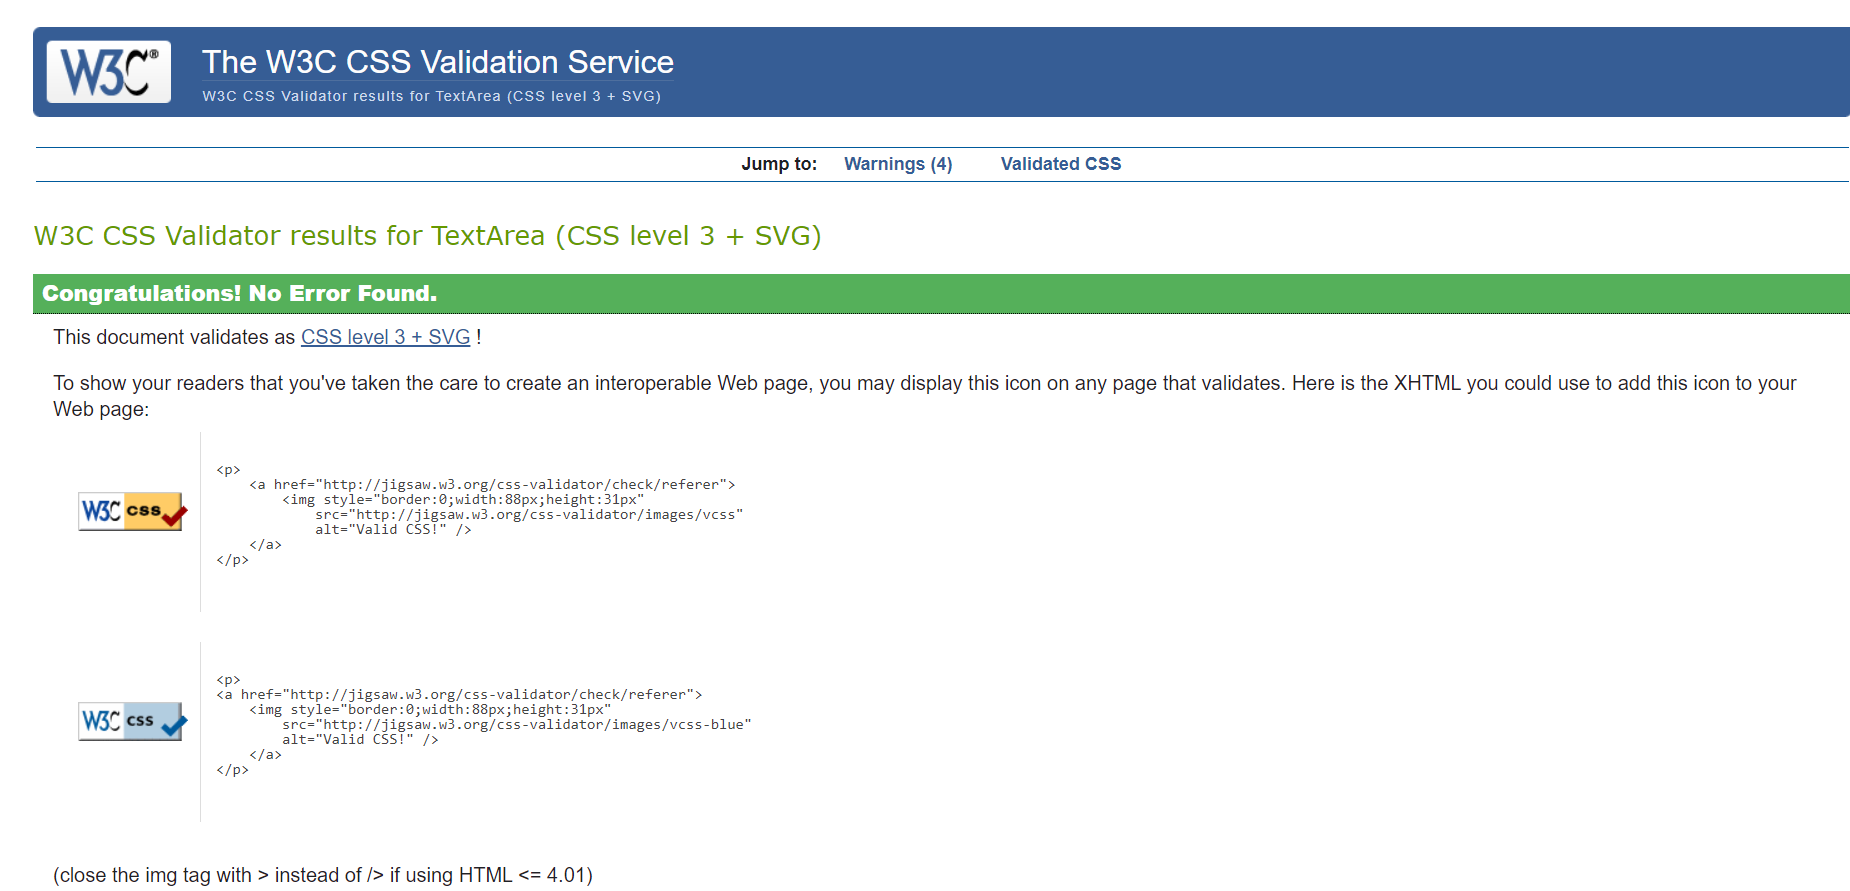 W3C®
The W3C CSS Validation Service
W3C CSS Validator results for TextArea (CSS level 3 + SVG)
Jump to: Warnings (4) Validated CSS
W3C CSS Validator results for TextArea (CSS level 3 + SVG)
Congratulations! No Error Found.
This document validates as CSS level 3 + SVG !
To show your readers that you've taken the care to create an interoperable Web page, you may display this icon on any page that validates. Here is the XHTML you could use to add this icon to your
Web page:
W3C css
<p>
    <a href="http://jigsaw.w3.org/css-validator/check/referer">
        <img style="border:0;width:88px;height:31px"
            src="http://jigsaw.w3.org/css-validator/images/vcss"
            alt="Valid CSS!" />
    </a>
</p>
W3C css
<p>
<a href="http://jigsaw.w3.org/css-validator/check/referer">
    <img style="border:0;width:88px;height:31px"
        src="http://jigsaw.w3.org/css-validator/images/vcss-blue"
        alt="Valid CSS!" />
    </a>
</p>
(close the img tag with > instead of /> if using HTML <= 4.01)